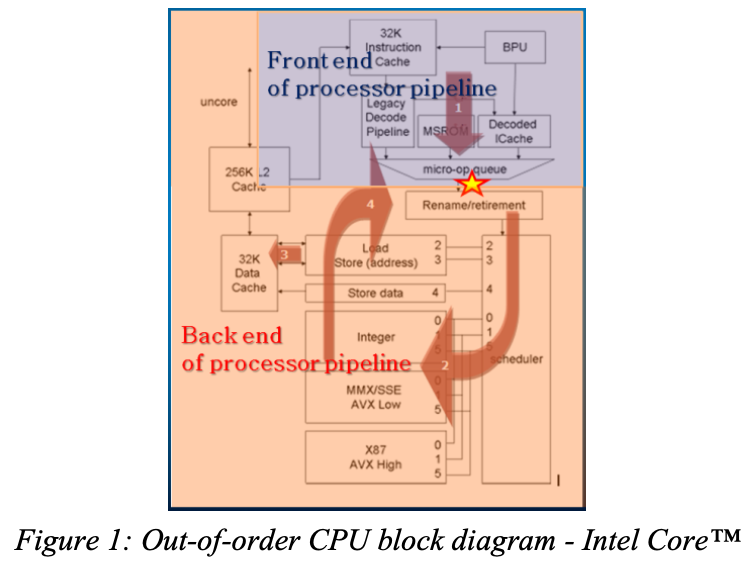 32K
Instruction
Cache
BPU
Front end
of processor pipeline
uncore
1
Legacy
Decode
Pipeline
MSROM
Decoded
ICache
micro-op queue
256K L2
Cache
4
Rename/retirement
32K
Data
Cache
3
Load
Store (address)
2
3
2
3
Store data
4
4
Integer
0
1
5
0
1
5
scheduler
Back end
of processor pipeline
2
MMX/SSE
AVX Low
0
1
5
X87
AVX High
0
1
5
Figure 1: Out-of-order CPU block diagram - Intel Core™